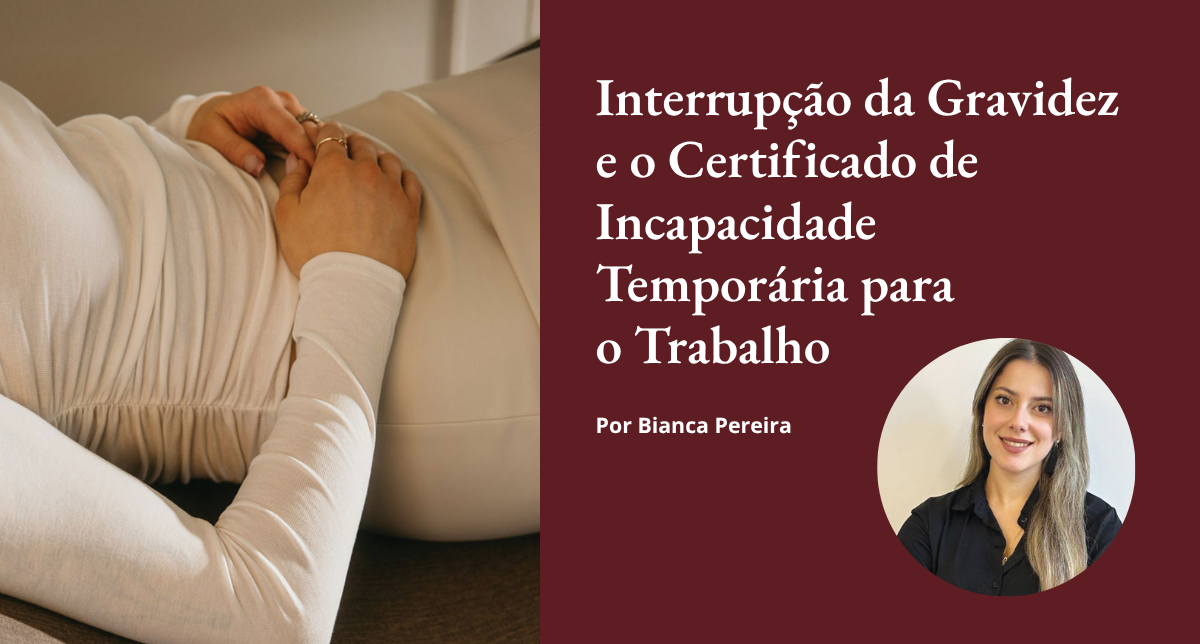 Interrupção da Gravidez
e o Certificado de
Incapacidade
Temporária para
o Trabalho
Por Bianca Pereira